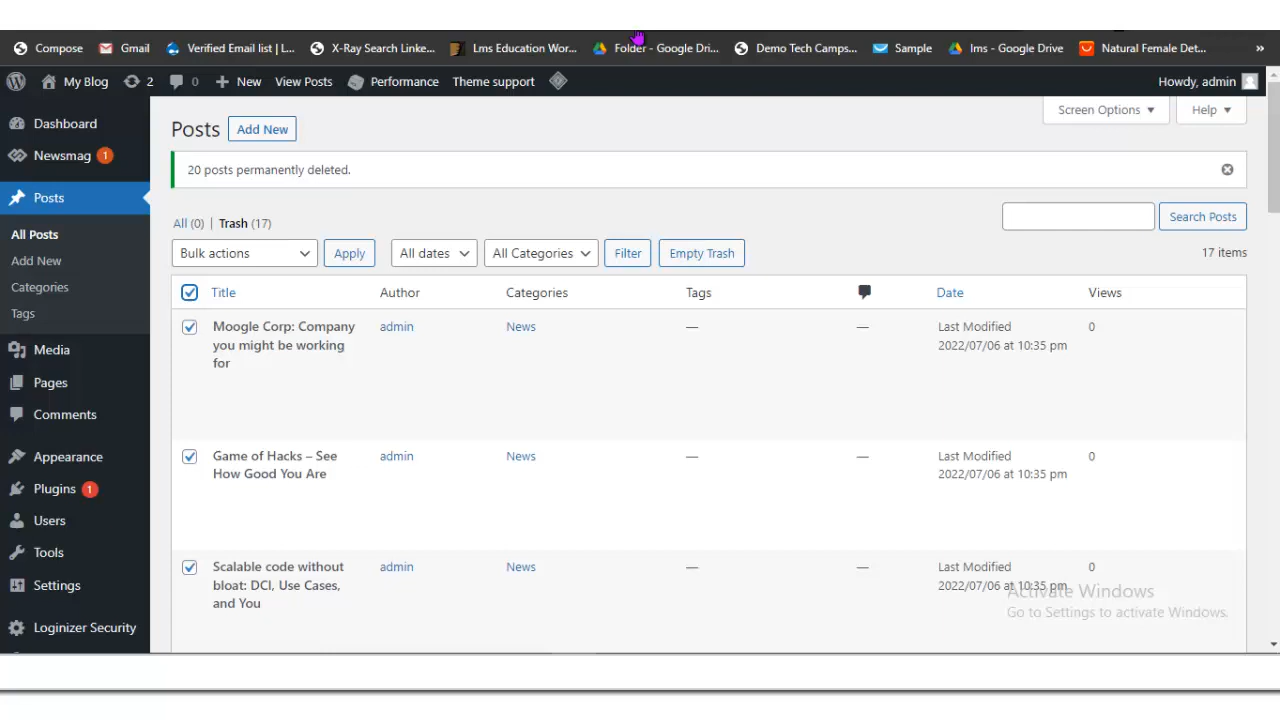 Compose Gmail Verified Email list | L... X-Ray Search Linke... Lms Education Wor... Folder - Google Dri... Demo Tech Camps... Sample lms - Google Drive Natural Female Det... »
My Blog 2 0 + New View Posts Performance Theme support Howdy, admin
Screen Options ▼ Help ▼
Dashboard
Newsmag 1
Posts
All Posts
Add New
Categories
Tags
Media
Pages
Comments
Appearance
Plugins 1
Users
Tools
Settings
Loginizer Security
Posts Add New
20 posts permanently deleted.
All (0) | Trash (17)
Search Posts
Bulk actions Apply All dates All Categories Filter Empty Trash 17 items
Title Author Categories Tags Date Views
Moogle Corp: Company admin News — — Last Modified 0
you might be working 2022/07/06 at 10:35 pm
for
Game of Hacks – See admin News — — Last Modified 0
How Good You Are 2022/07/06 at 10:35 pm
Scalable code without admin News — — Last Modified 0
bloat: DCI, Use Cases, 2022/07/06 at 10:35 pm
and You
Activate Windows
Go to Settings to activate Windows.